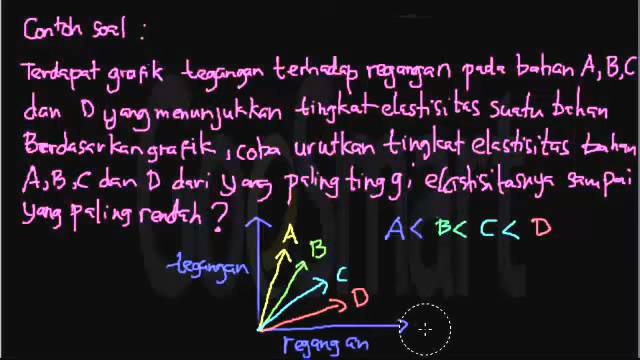 Contoh soal :
Terdapat grafik tegangan terhadap regangan pada bahan A, B, C
dan D yang menunjukkan tingkat elastisitas suatu bahan
Berdasarkan grafik, coba urutkan tingkat elastisitas bahan
A, B, C dan D dari yang paling tinggi elastisitasnya sampai
yang paling rendah ?
A < B < C < D
A
B
C
D
tegangan
regangan